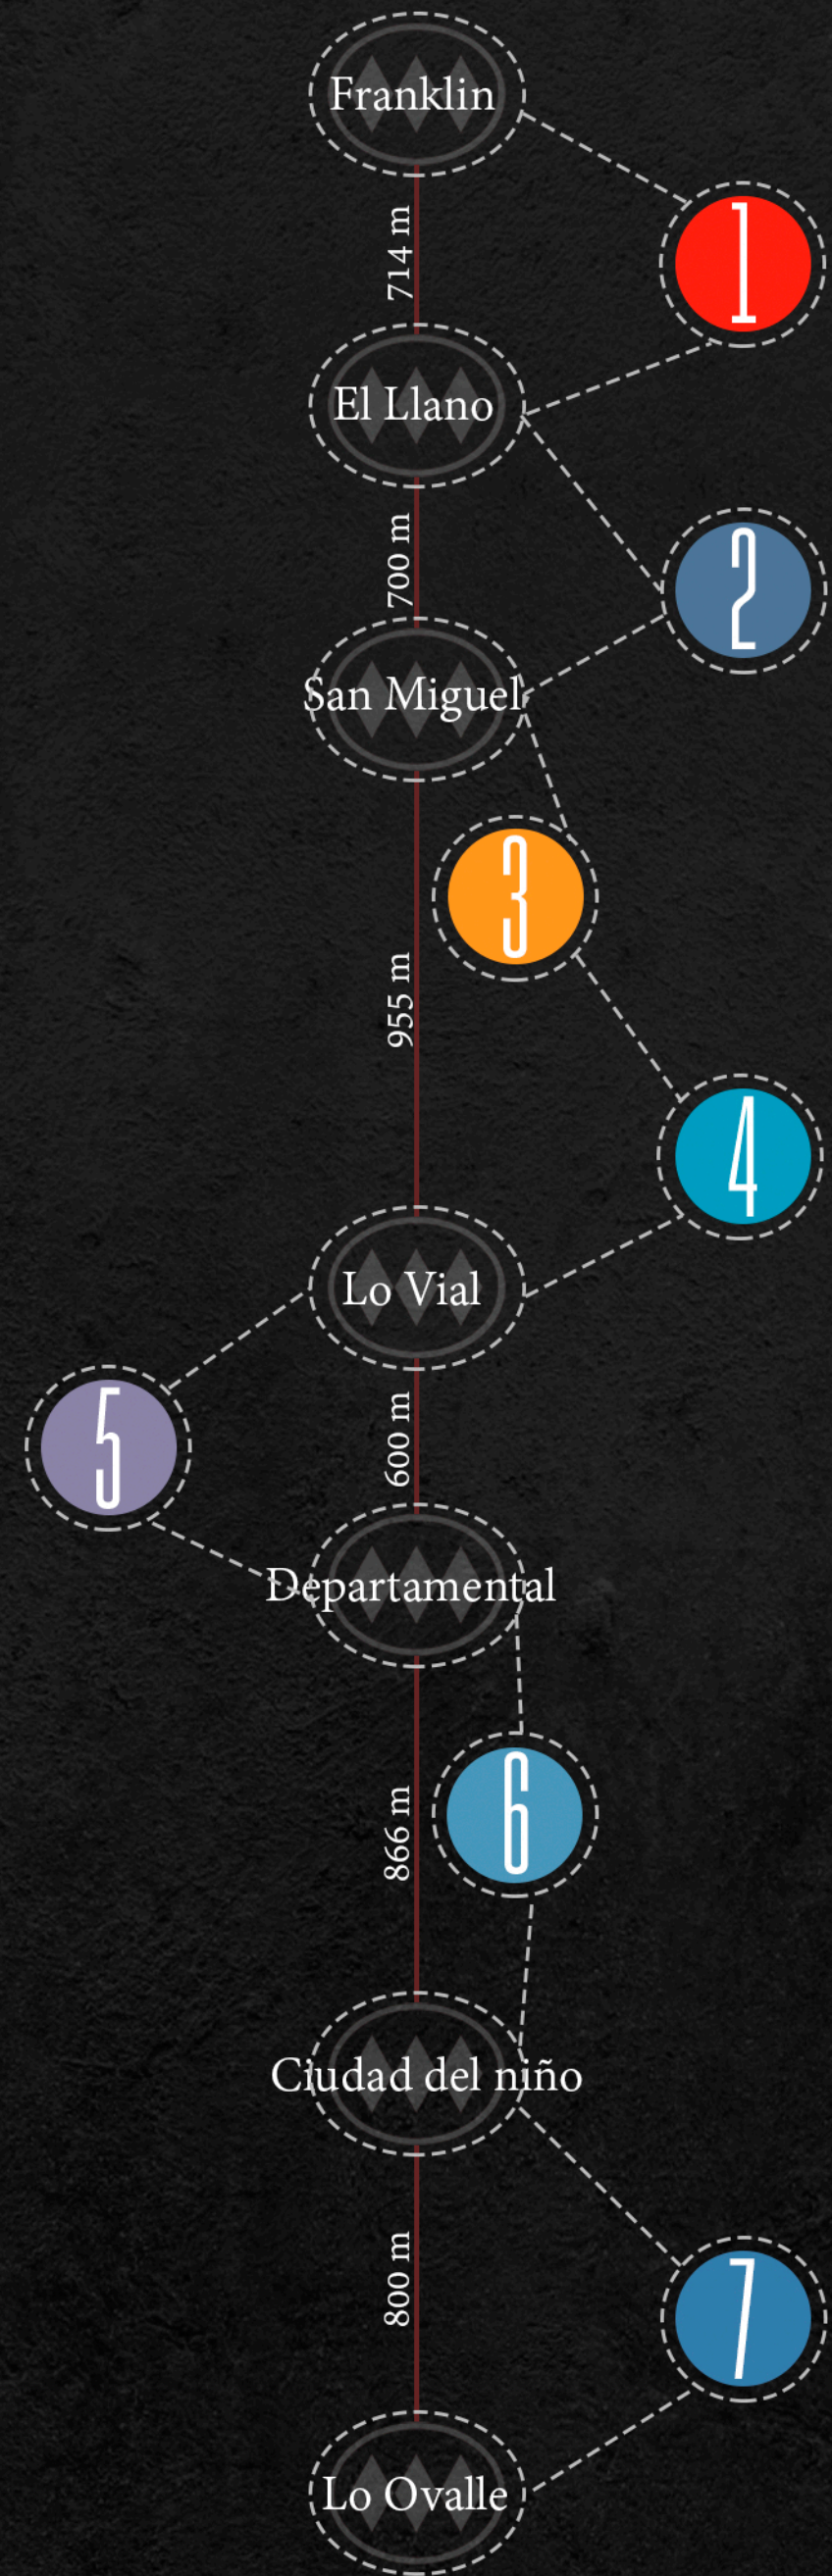 Franklin
1
714 m
El Llano
2
700 m
San Miguel
3
955 m
4
Lo Vial
5
600 m
Departamental
6
866 m
Ciudad del niño
7
800 m
Lo Ovalle